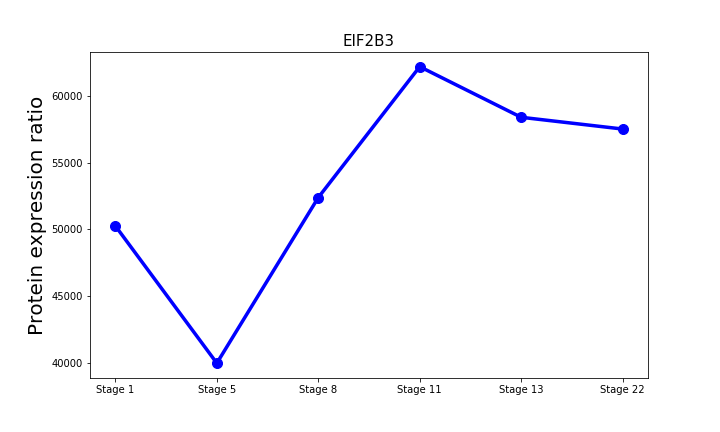 EIF2B3
Protein expression ratio
60000
55000
50000
45000
40000
Stage 1
Stage 5
Stage 8
Stage 11
Stage 13
Stage 22